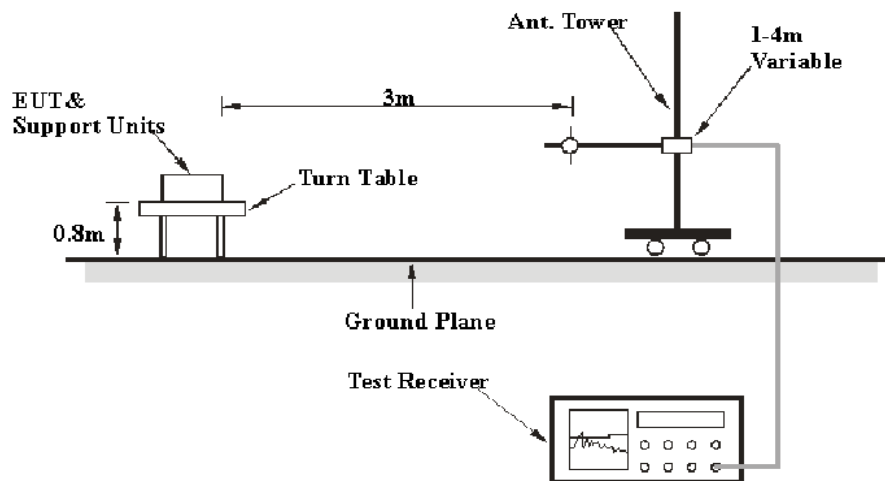 Ant. Tower
1-4m
Variable
3m
EUT&
Support Units
Turn Table
0.8m
Ground Plane
Test Receiver